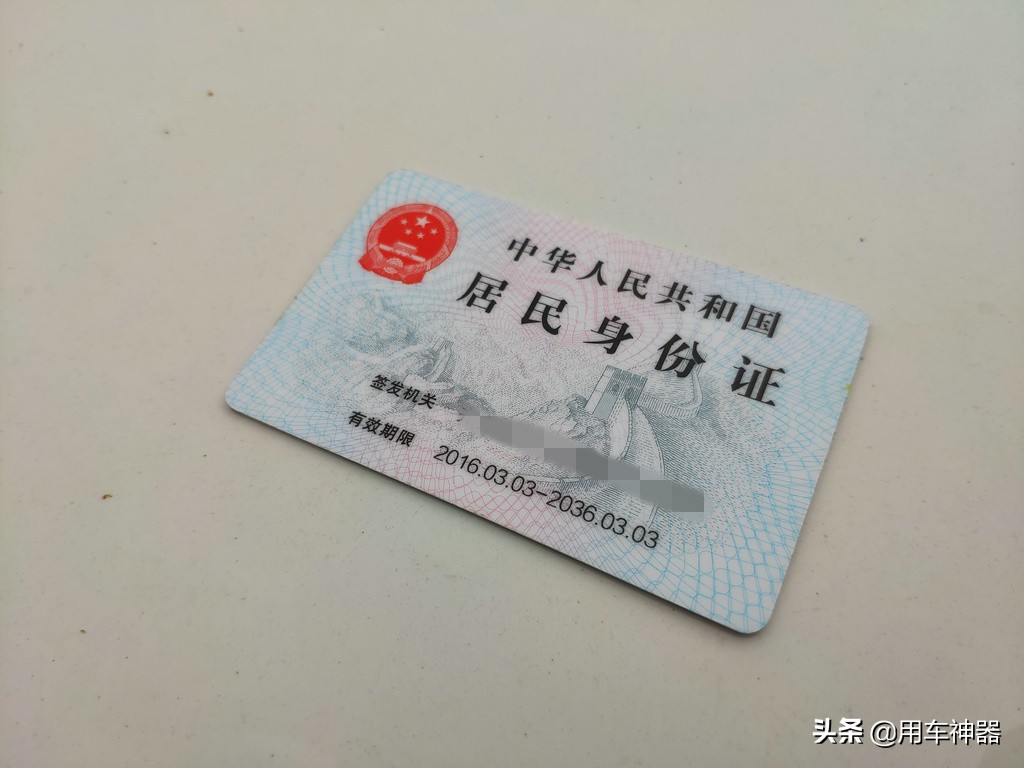 中华人民共和国
居民身份证
签发机关
有效期限 2016.03.03-2036.03.03
头条 @用车神器